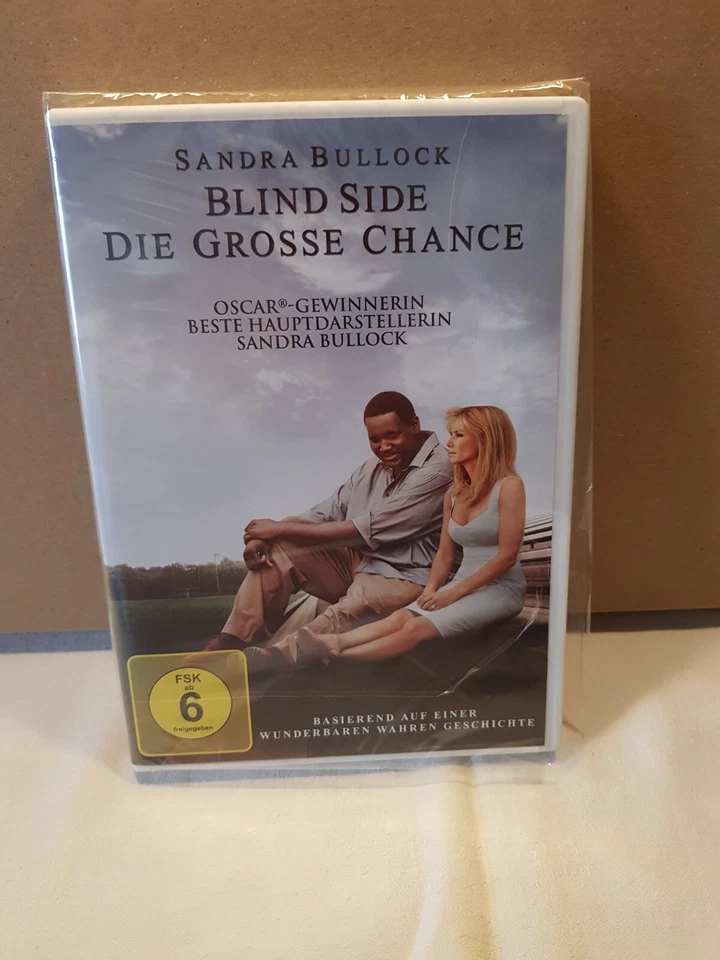 SANDRA BULLOCK
BLIND SIDE
DIE GROSSE CHANCE
OSCAR®-GEWINNERIN
BESTE HAUPTDARSTELLERIN
SANDRA BULLOCK
FSK
ab
6
freigegeben
BASIEREND AUF EINER
WUNDERBAREN WAHREN GESCHICHTE